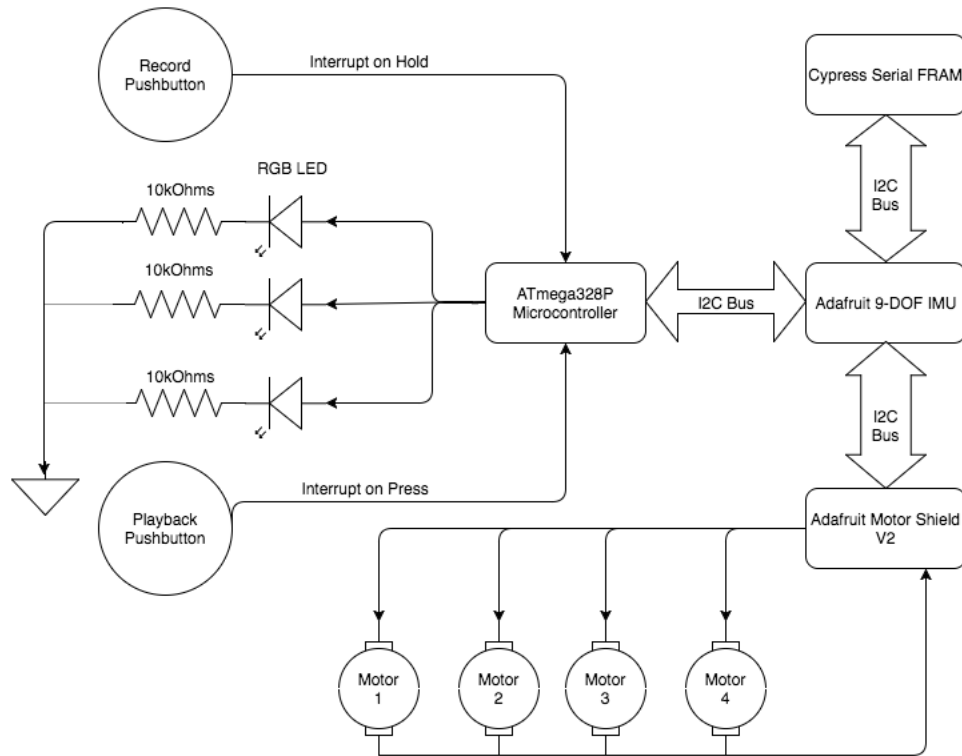 Record
Pushbutton
Interrupt on Hold
Cypress Serial FRAM
I2C
Bus
RGB LED
10kOhms
10kOhms
10kOhms
ATmega328P
Microcontroller
I2C Bus
Adafruit 9-DOF IMU
I2C
Bus
Interrupt on Press
Playback
Pushbutton
Adafruit Motor Shield
V2
Motor
1
Motor
2
Motor
3
Motor
4